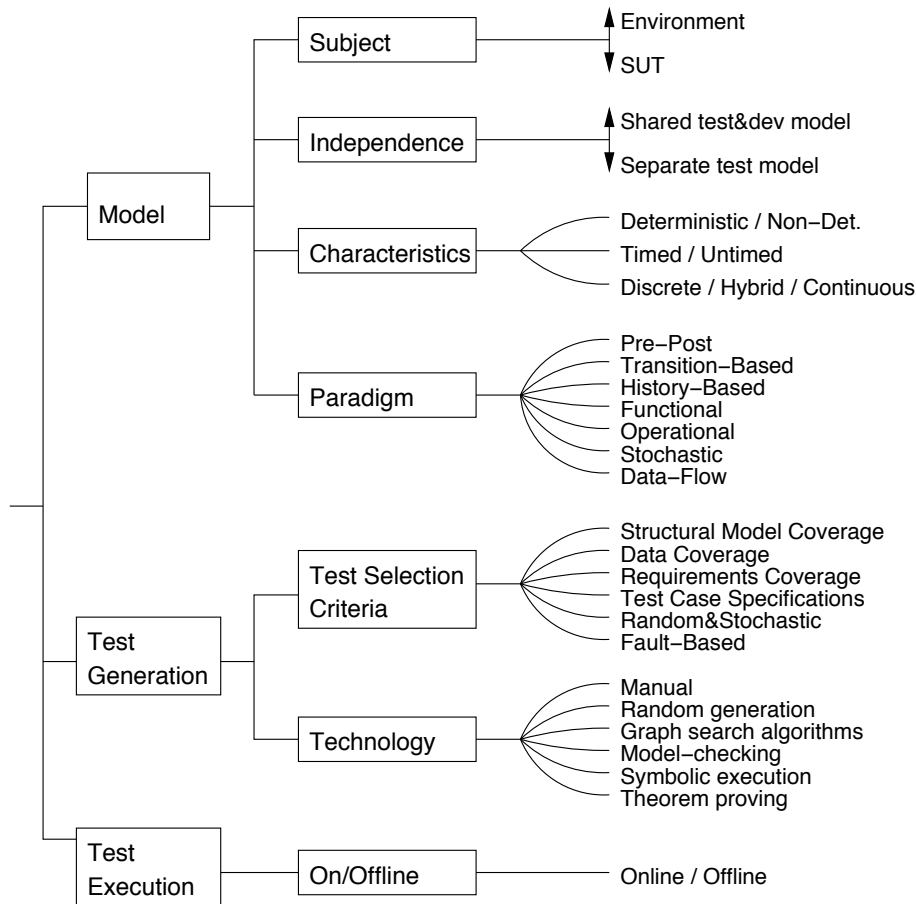 Subject
Environment
SUT
Independence
Shared test&dev model
Separate test model
Model
Characteristics
Deterministic / Non−Det.
Timed / Untimed
Discrete / Hybrid / Continuous
Paradigm
Pre−Post
Transition−Based
History−Based
Functional
Operational
Stochastic
Data−Flow
Test
Generation
Test Selection
Criteria
Structural Model Coverage
Data Coverage
Requirements Coverage
Test Case Specifications
Random&Stochastic
Fault−Based
Technology
Manual
Random generation
Graph search algorithms
Model−checking
Symbolic execution
Theorem proving
Test
Execution
On/Offline
Online / Offline